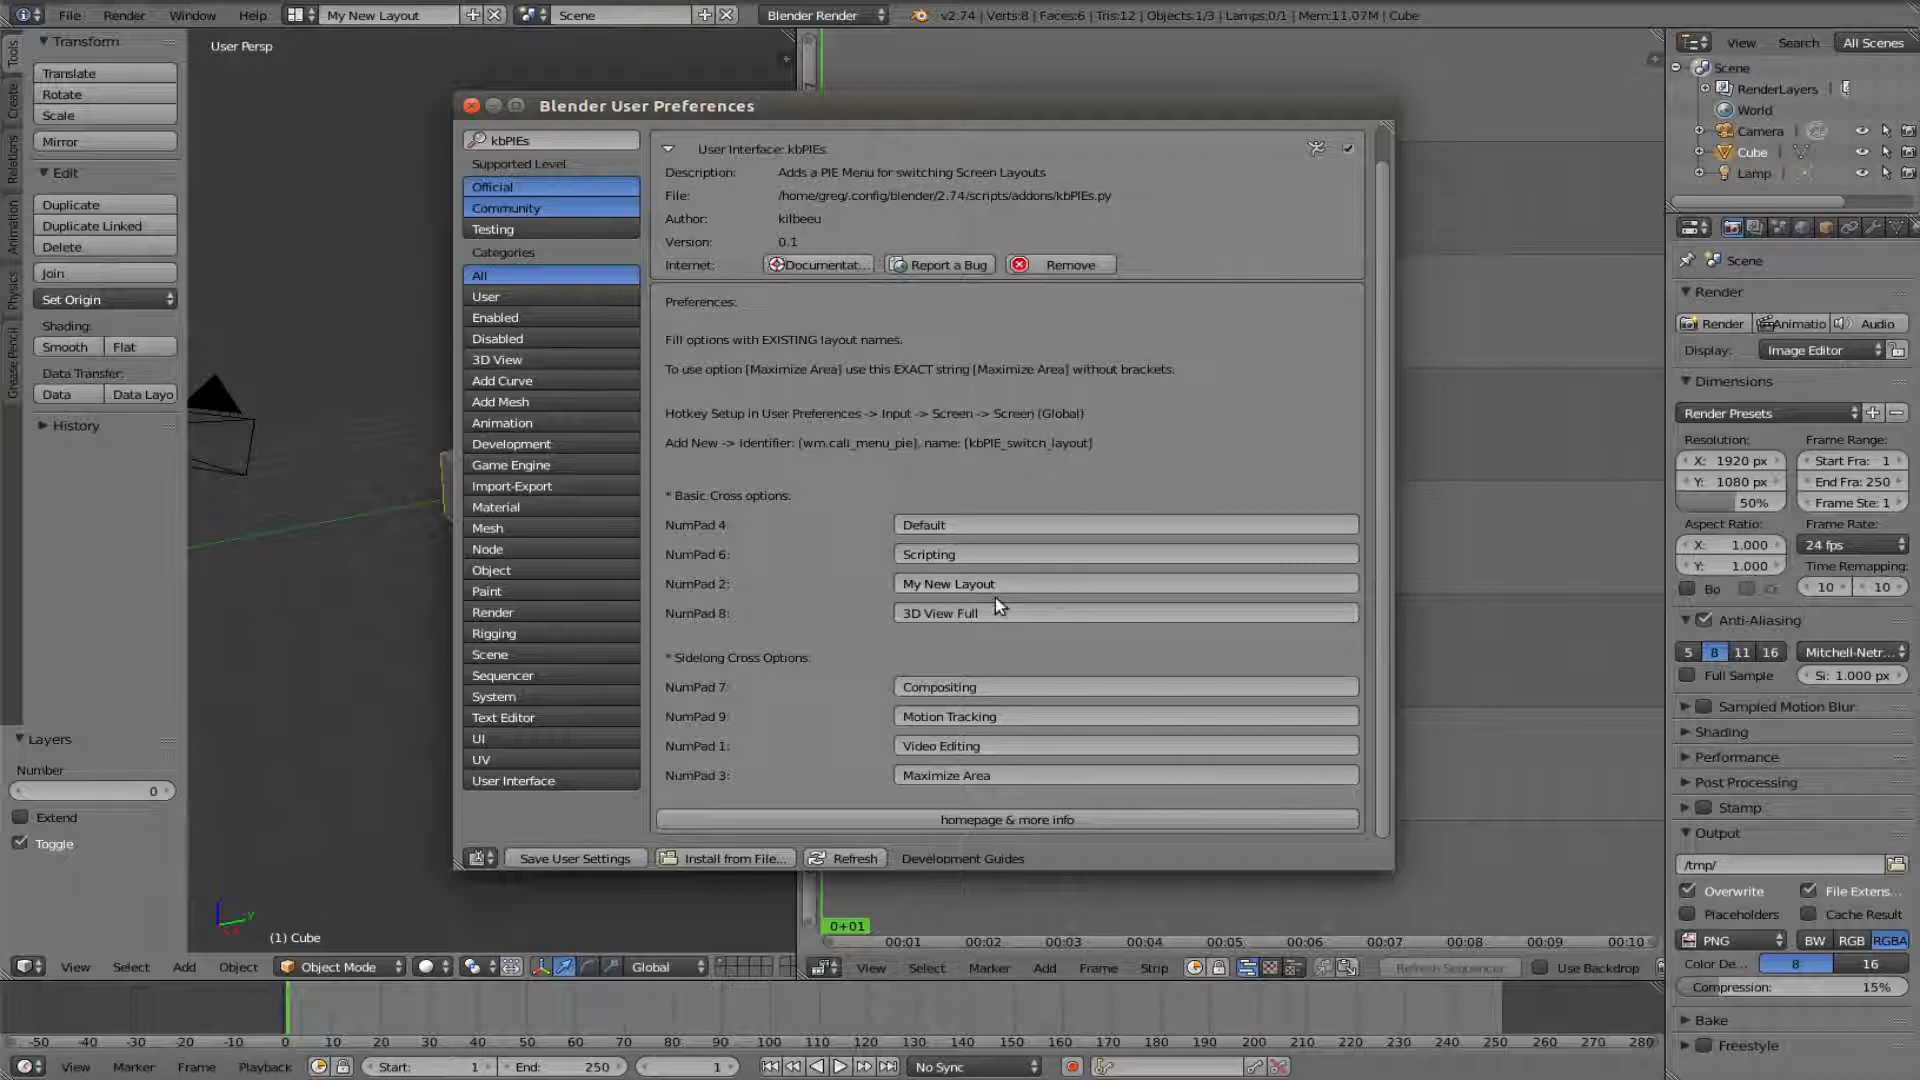 File Render Window Help My New Layout Scene Blender Render v2.74 | Verts:8 | Faces:6 | Tris:12 | Objects:1/3 | Lamps:0/1 | Mem:11.07M | Cube
Tools
Create
Relations
Animation
Physics
Grease Pencil
Transform
Translate
Rotate
Scale
Mirror
Edit
Duplicate
Duplicate Linked
Delete
Join
Set Origin
Shading:
Smooth Flat
Data Transfer:
Data Data Layo
History
Layers
Number
0
Extend
Toggle
User Persp
(1) Cube
Blender User Preferences
kbPIEs
Supported Level
Official
Community
Testing
Categories
All
User
Enabled
Disabled
3D View
Add Curve
Add Mesh
Animation
Development
Game Engine
Import-Export
Material
Mesh
Node
Object
Paint
Render
Rigging
Scene
Sequencer
System
Text Editor
UI
UV
User Interface
User Interface: kbPIEs
Description: Adds a PIE Menu for switching Screen Layouts
File: /home/greg/.config/blender/2.74/scripts/addons/kbPIEs.py
Author: kilbeeu
Version: 0.1
Internet: Documentat... Report a Bug Remove
Preferences:
Fill options with EXISTING layout names.
To use option [Maximize Area] use this EXACT string [Maximize Area] without brackets.
Hotkey Setup in User Preferences -> Input -> Screen -> Screen (Global)
Add New -> Identifier: [wm.call_menu_pie], name: [kbPIE_switch_layout]
* Basic Cross options:
NumPad 4: Default
NumPad 6: Scripting
NumPad 2: My New Layout
NumPad 8: 3D View Full
* Sidelong Cross Options:
NumPad 7: Compositing
NumPad 9: Motion Tracking
NumPad 1: Video Editing
NumPad 3: Maximize Area
homepage & more info
Save User Settings Install from File... Refresh Development Guides
View Search All Scenes
Scene
RenderLayers
World
Camera
Cube
Lamp
Scene
Render
Render Animatio Audio
Display: Image Editor
Dimensions
Render Presets
Resolution: Frame Range:
X: 1920 px Start Fra: 1
Y: 1080 px End Fra: 250
50% Frame Ste: 1
Aspect Ratio: Frame Rate:
X: 1.000 24 fps
Y: 1.000 Time Remapping:
Bo Cr 10 10
Anti-Aliasing
5 8 11 16 Mitchell-Netr...
Full Sample Si: 1.000 px
Sampled Motion Blur
Shading
Performance
Post Processing
Stamp
Output
/tmp/
Overwrite File Extens...
Placeholders Cache Result
PNG BW RGB RGBA
Color De... 8 16
Compression: 15%
Bake
Freestyle
0+01
00:01 00:02 00:03 00:04 00:05 00:06 00:07 00:08 00:09 00:10
View Select Add Object Object Mode Global
View Select Marker Add Frame Strip Refresh Sequencer Use Backdrop
-50 -40 -30 -20 -10 0 10 20 30 40 50 60 70 80 90 100 110 120 130 140 150 160 170 180 190 200 210 220 230 240 250 260 270 280
View Marker Frame Playback Start: 1 End: 250 1 No Sync